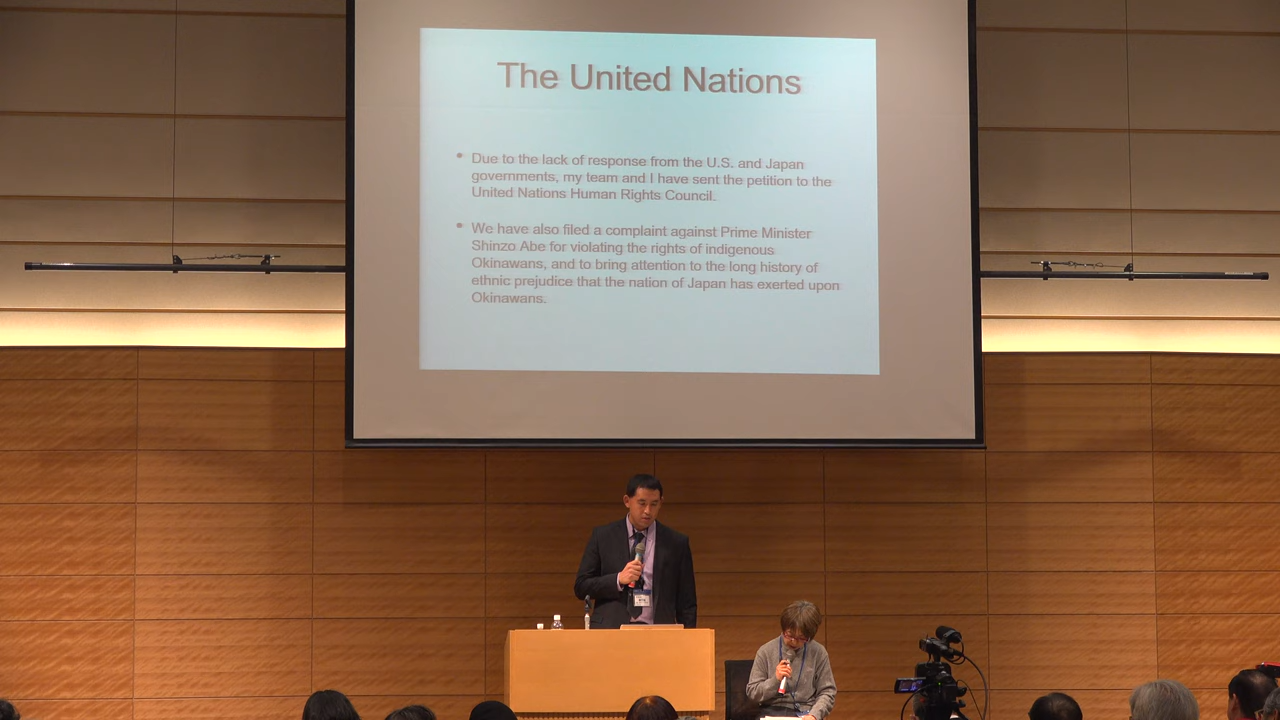 The United Nations
• Due to the lack of response from the U.S. and Japan
governments, my team and I have sent the petition to the
United Nations Human Rights Council.
• We have also filed a complaint against Prime Minister
Shinzo Abe for violating the rights of indigenous
Okinawans, and to bring attention to the long history of
ethnic prejudice that the nation of Japan has exerted upon
Okinawans.